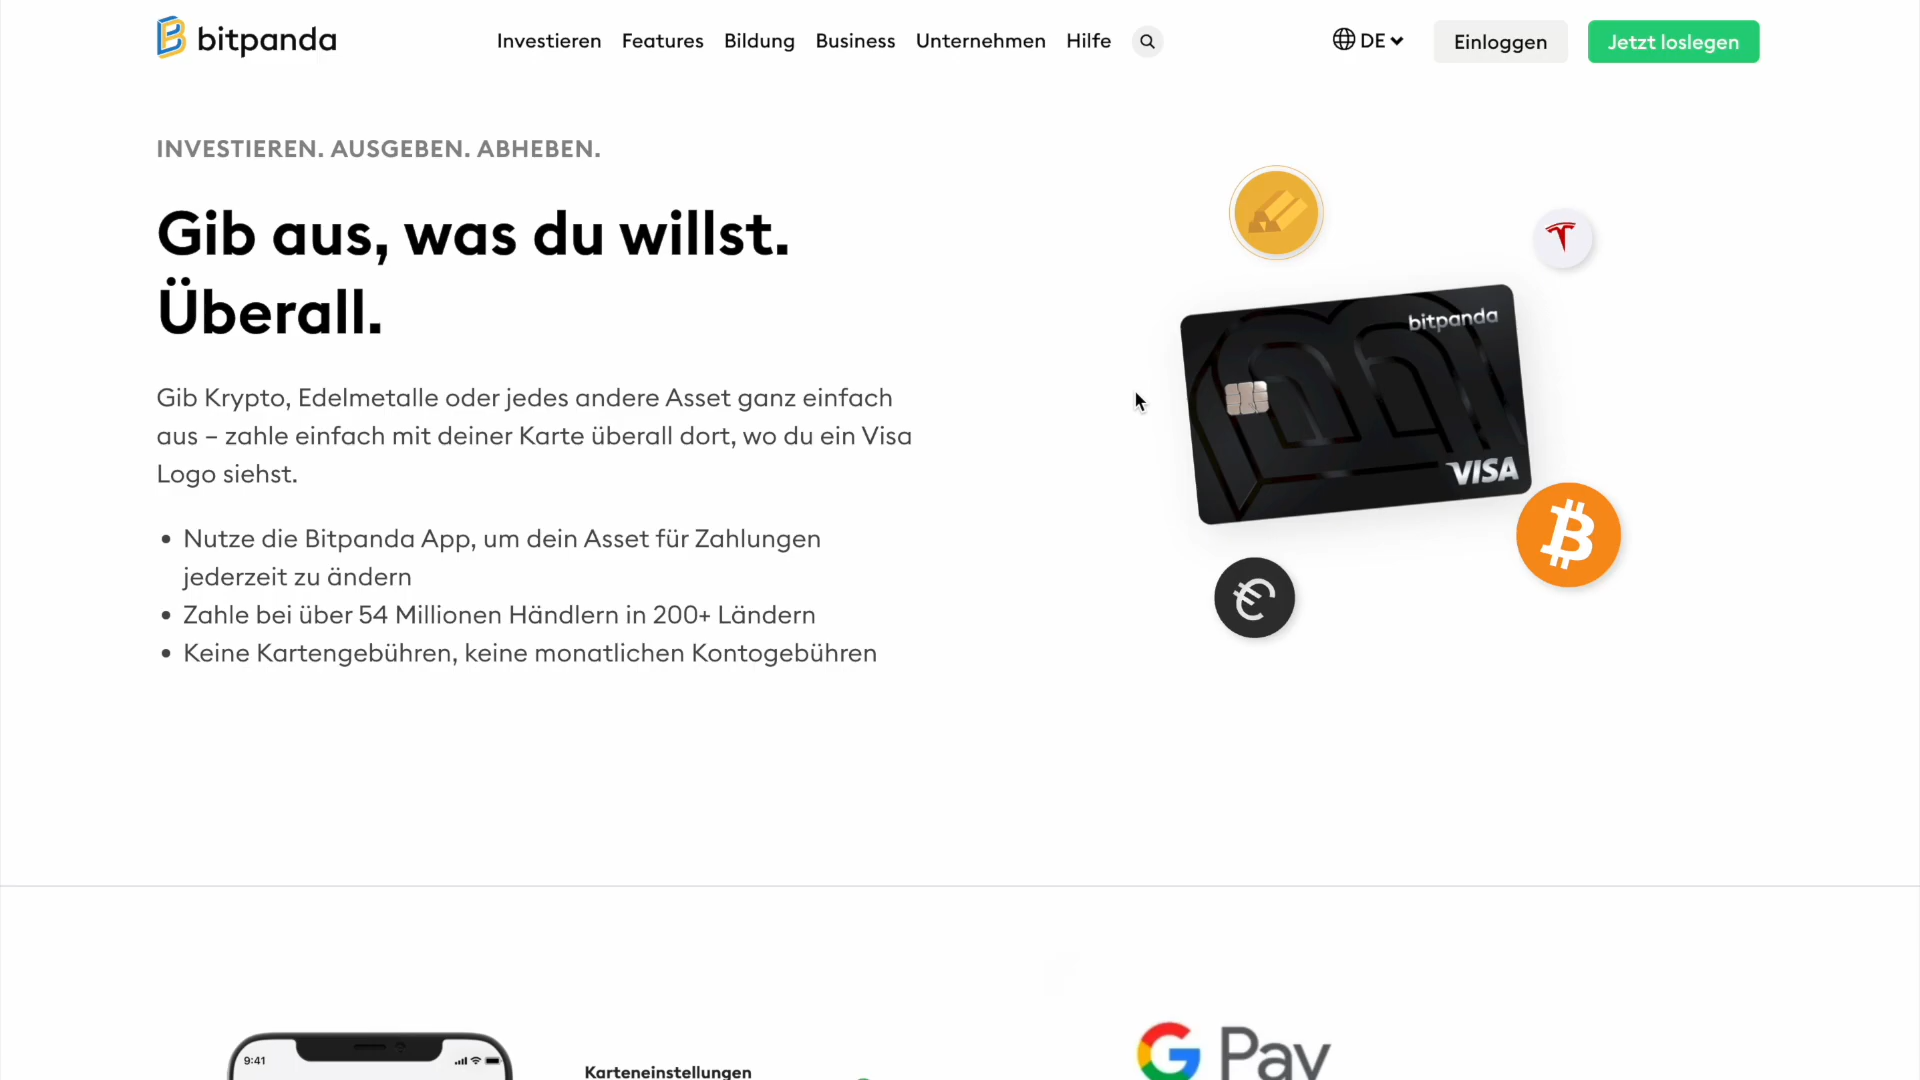 bitpanda
Investieren Features Bildung Business Unternehmen Hilfe
DE
Einloggen
Jetzt loslegen
INVESTIEREN. AUSGEBEN. ABHEBEN.
Gib aus, was du willst.
Überall.
Gib Krypto, Edelmetalle oder jedes andere Asset ganz einfach
aus – zahle einfach mit deiner Karte überall dort, wo du ein Visa
Logo siehst.
• Nutze die Bitpanda App, um dein Asset für Zahlungen
jederzeit zu ändern
• Zahle bei über 54 Millionen Händlern in 200+ Ländern
• Keine Kartengebühren, keine monatlichen Kontogebühren
bitpanda
VISA
9:41
Karteneinstellungen
G Pay